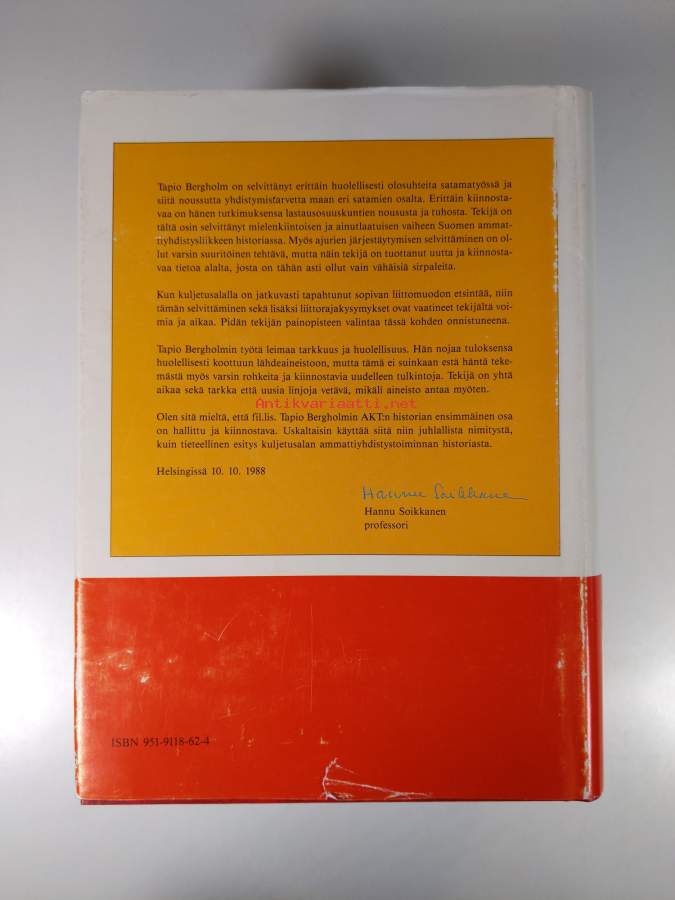 Tapio Bergholm on selvittänyt erittäin huolellisesti olosuhteita satamatyössä ja
siitä noussutta yhdistymistarvetta maan eri satamien osalta. Erittäin kiinnosta-
vaa on hänen tutkimuksensa lastausosuuskuntien noususta ja tuhosta. Tekijä on
tältä osin selvittänyt mielenkiintoisen ja ainutlaatuisen vaiheen Suomen ammat-
tiyhdistysliikkeen historiassa. Myös ajurien järjestäytymisen selvittäminen on ol-
lut varsin suuritöinen tehtävä, mutta näin tekijä on tuottanut uutta ja kiinnosta-
vaa tietoa alalta, josta on tähän asti ollut vain vähäisiä sirpaleita.
Kun kuljetusalalla on jatkuvasti tapahtunut sopivan liittomuodon etsintää, niin
tämän selvittäminen sekä lisäksi liittorajakysymykset ovat vaatineet tekijältä voi-
mia ja aikaa. Pidän tekijän painopisteen valintaa tässä kohden onnistuneena.
Tapio Bergholmin työtä leimaa tarkkuus ja huolellisuus. Hän nojaa tuloksensa
huolellisesti koottuun lähdeaineistoon, mutta tämä ei suinkaan estä häntä teke-
mästä myös varsin rohkeita ja kiinnostavia uudelleen tulkintoja. Tekijä on yhtä
aikaa sekä tarkka että uusia linjoja vetävä, mikäli aineisto antaa myöten.
Antikvariaatti.net
Olen sitä mieltä, että fil.lis. Tapio Bergholmin AKT:n historian ensimmäinen osa
on hallittu ja kiinnostava. Uskaltaisin käyttää siitä niin juhlallista nimitystä,
kuin tieteellinen esitys kuljetusalan ammattiyhdistystoiminnan historiasta.
Helsingissä 10. 10. 1988
Hannu Soikkanen
Hannu Soikkanen
professori
ISBN 951-9118-62-4